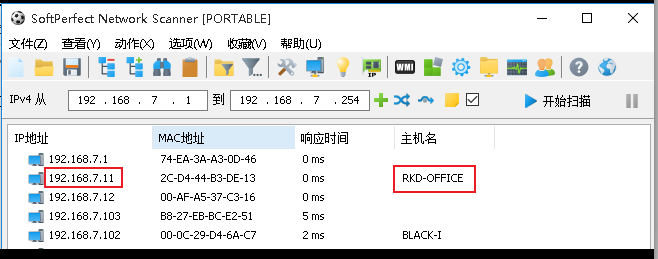 SoftPerfect Network Scanner [PORTABLE]
文件(Z) 查看(Y) 动作(X) 选项(W) 收藏(V) 帮助(U)
IP WMI
IPv4 从 192 . 168 . 7 . 1 到 192 . 168 . 7 . 254 开始扫描
IP地址 MAC地址 响应时间 主机名
192.168.7.1 74-EA-3A-A3-0D-46 0 ms
192.168.7.11 2C-D4-44-B3-DE-13 0 ms RKD-OFFICE
192.168.7.12 00-AF-A5-37-C3-16 0 ms
192.168.7.103 B8-27-EB-BC-E2-51 5 ms
192.168.7.102 00-0C-29-D4-6A-C7 2 ms BLACK-I